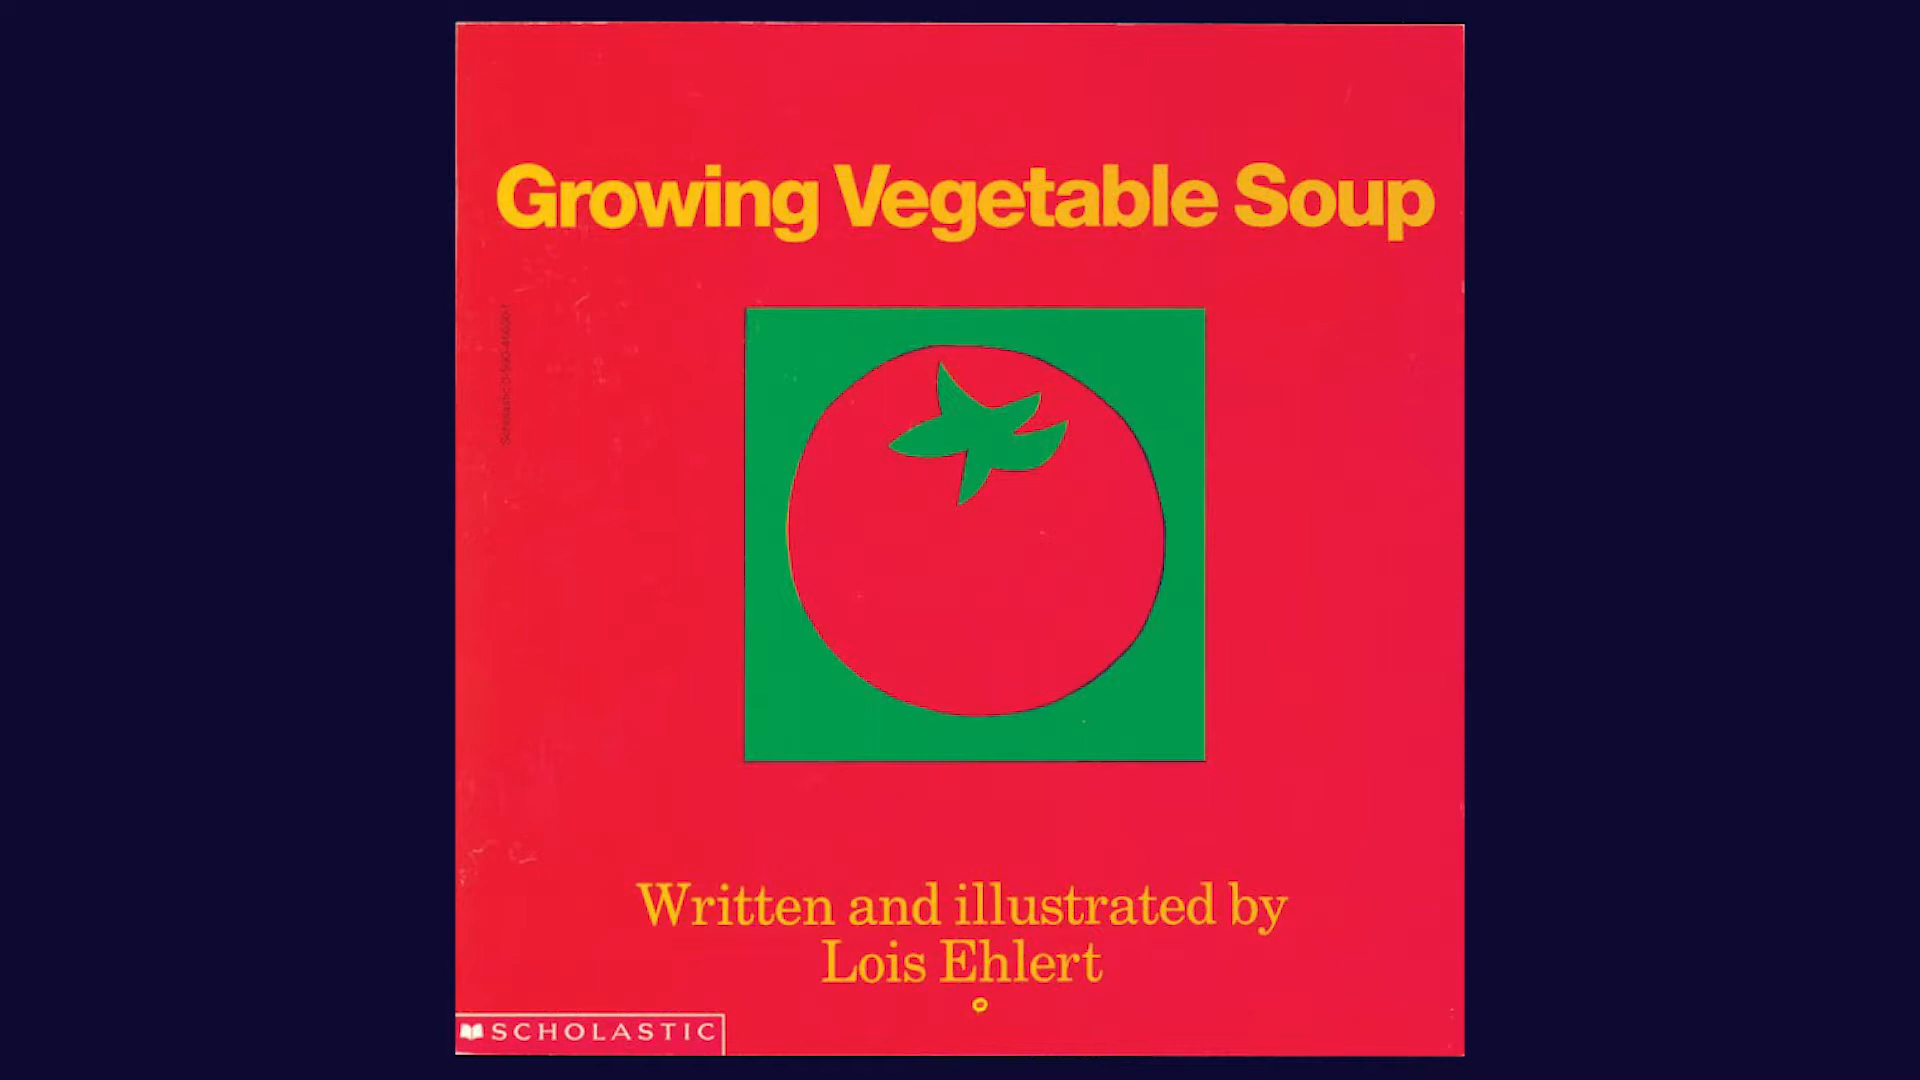 Growing Vegetable Soup
Written and illustrated by
Lois Ehlert
SCHOLASTIC